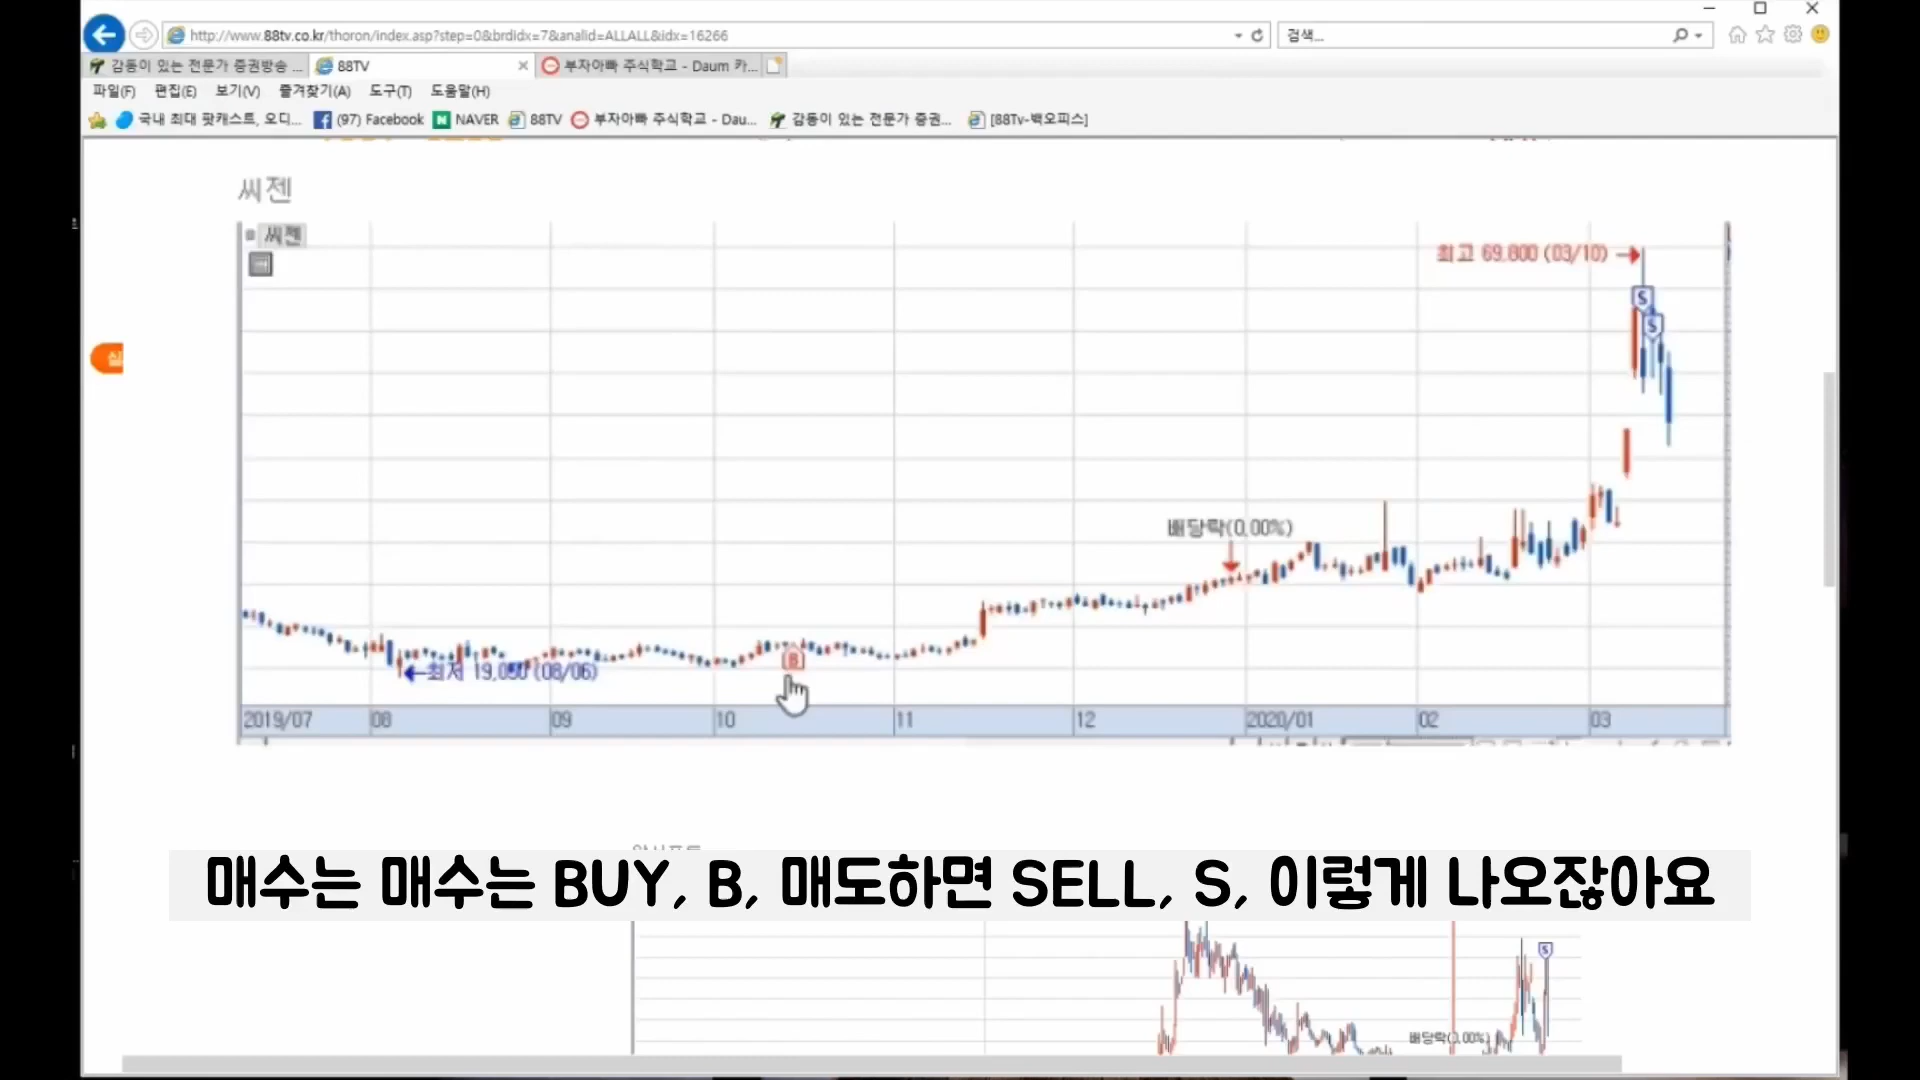 http://www.88tv.co.kr/thoron/index.asp?step=0&brdidx=7&analid=ALLALL&idx=16266
검색...
감동이 있는 전문가 증권방송 ...
88TV
부자아빠 주식학교 - Daum 카...
파일(F) 편집(E) 보기(V) 즐겨찾기(A) 도구(T) 도움말(H)
국내 최대 팟캐스트, 오디... (97) Facebook NAVER 88TV 부자아빠 주식학교 - Dau... 감동이 있는 전문가 증권... [88Tv-백오피스]
씨젠
씨젠
최고 69,800 (03/10)
S
S
실
배당락(0.00%)
B
최저 19,050 (08/06)
2019/07 08 09 10 11 12 2020/01 02 03
매수는 매수는 BUY, B, 매도하면 SELL, S, 이렇게 나오잖아요
S
배당락(0.00%)